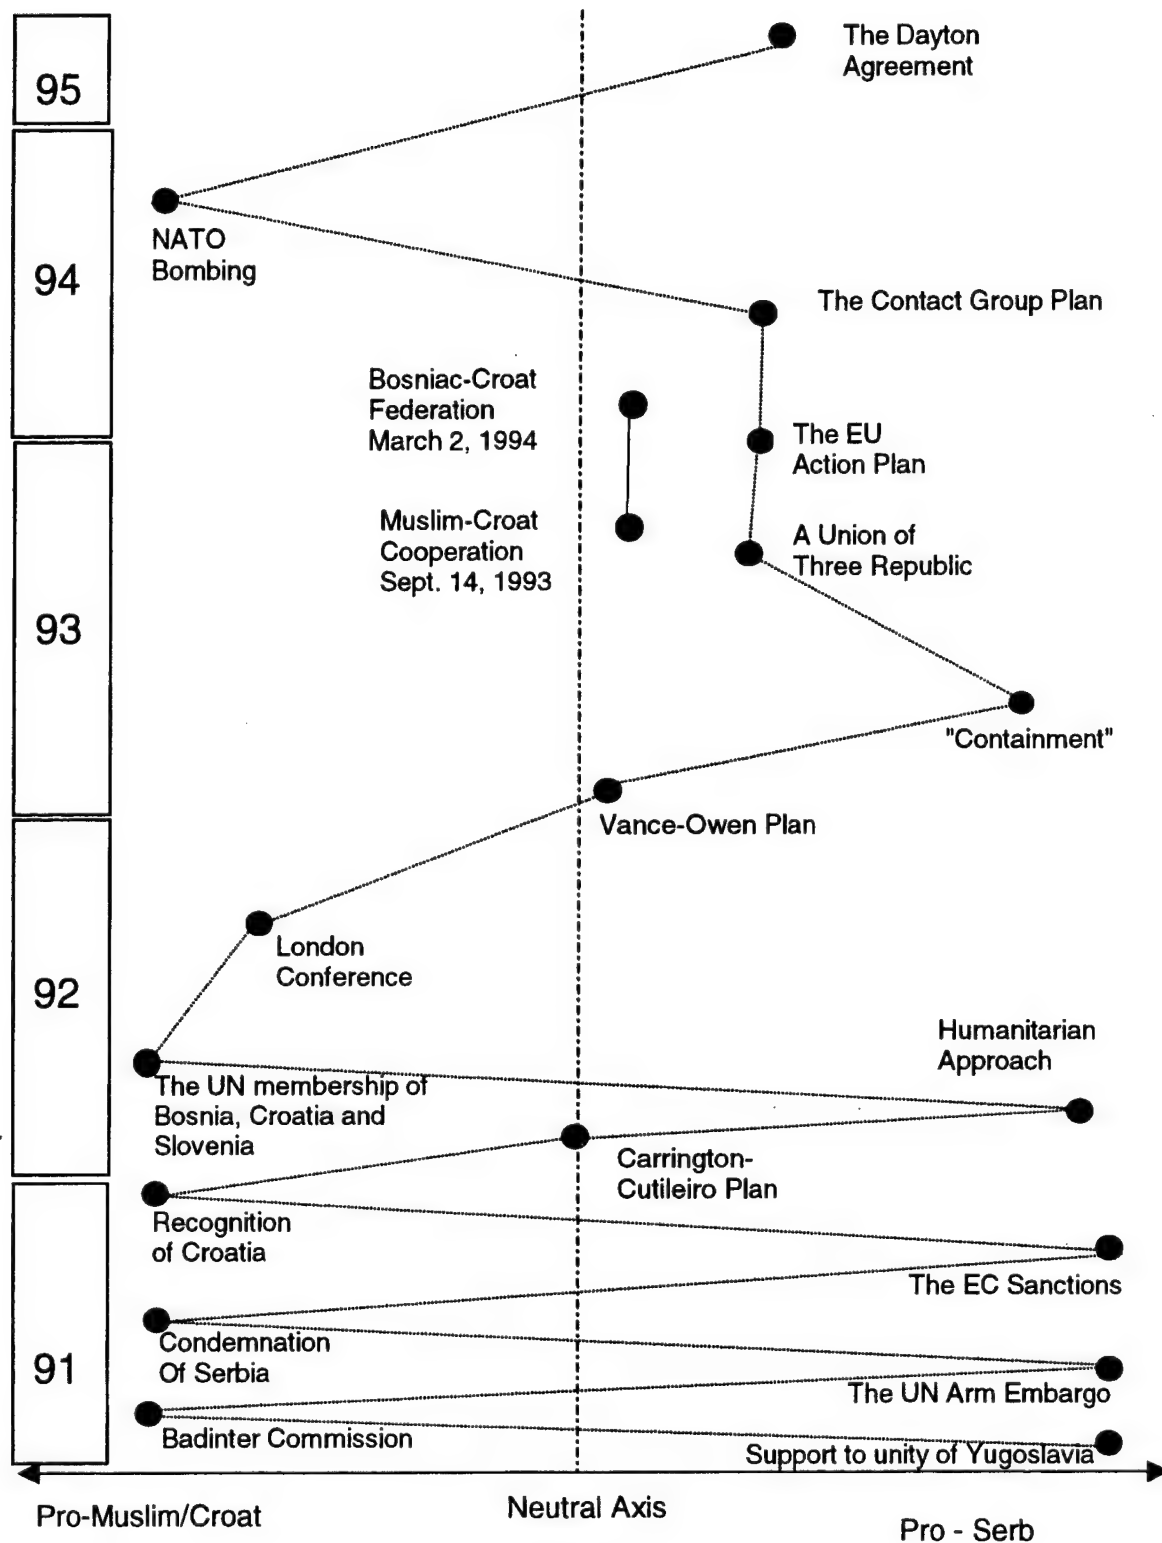 The Dayton
Agreement
95
NATO
Bombing
94
The Contact Group Plan
Bosniac-Croat
Federation
March 2, 1994
The EU
Action Plan
Muslim-Croat
Cooperation
Sept. 14, 1993
A Union of
Three Republic
93
"Containment"
Vance-Owen Plan
London
Conference
92
Humanitarian
Approach
The UN membership of
Bosnia, Croatia and
Slovenia
Carrington-
Cutileiro Plan
Recognition
of Croatia
The EC Sanctions
Condemnation
Of Serbia
91
The UN Arm Embargo
Badinter Commission
Support to unity of Yugoslavia
Pro-Muslim/Croat
Neutral Axis
Pro - Serb